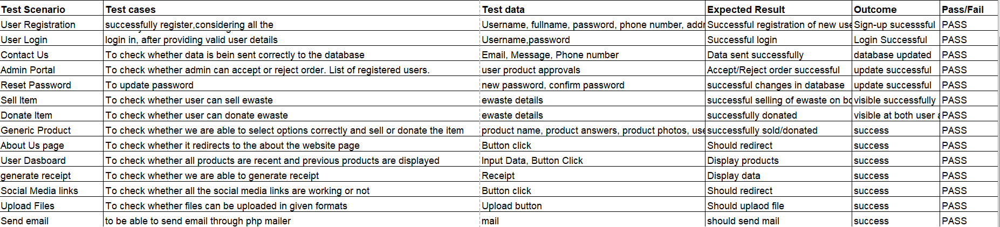 Test Scenario Test cases Test data Expected Result Outcome Pass/Fail
User Registration successfully register,considering all the Username, fullname, password, phone number, addr Successful registration of new use Sign-up sucesssful PASS
User Login login in, after providing valid user details Username,password Successful login Login Successful PASS
Contact Us To check whether data is bein sent correctly to the database Email, Message, Phone number Data sent successfully database updated PASS
Admin Portal To check whether admin can accept or reject order. List of registered users. user product approvals Accept/Reject order successful update successful PASS
Reset Password To update password new password, confirm password successful changes in database update successful PASS
Sell Item To check whether user can sell ewaste ewaste details successful selling of ewaste on bo visible successfully PASS
Donate Item To check whether user can donate ewaste ewaste details successfully donated visible at both user a PASS
Generic Product To check whether we are able to select options correctly and sell or donate the item product name, product answers, product photos, use successfully sold/donated success PASS
About Us page To check whether it redirects to the about the website page Button click Should redirect success PASS
User Dasboard To check whether all products are recent and previous products are displayed Input Data, Button Click Display products success PASS
generate receipt To check whether we are able to generate receipt Receipt Display data success PASS
Social Media links To check whether all the social media links are working or not Button click Should redirect success PASS
Upload Files To check whether files can be uploaded in given formats Upload button Should uplaod file success PASS
Send email to be able to send email through php mailer mail should send mail success PASS